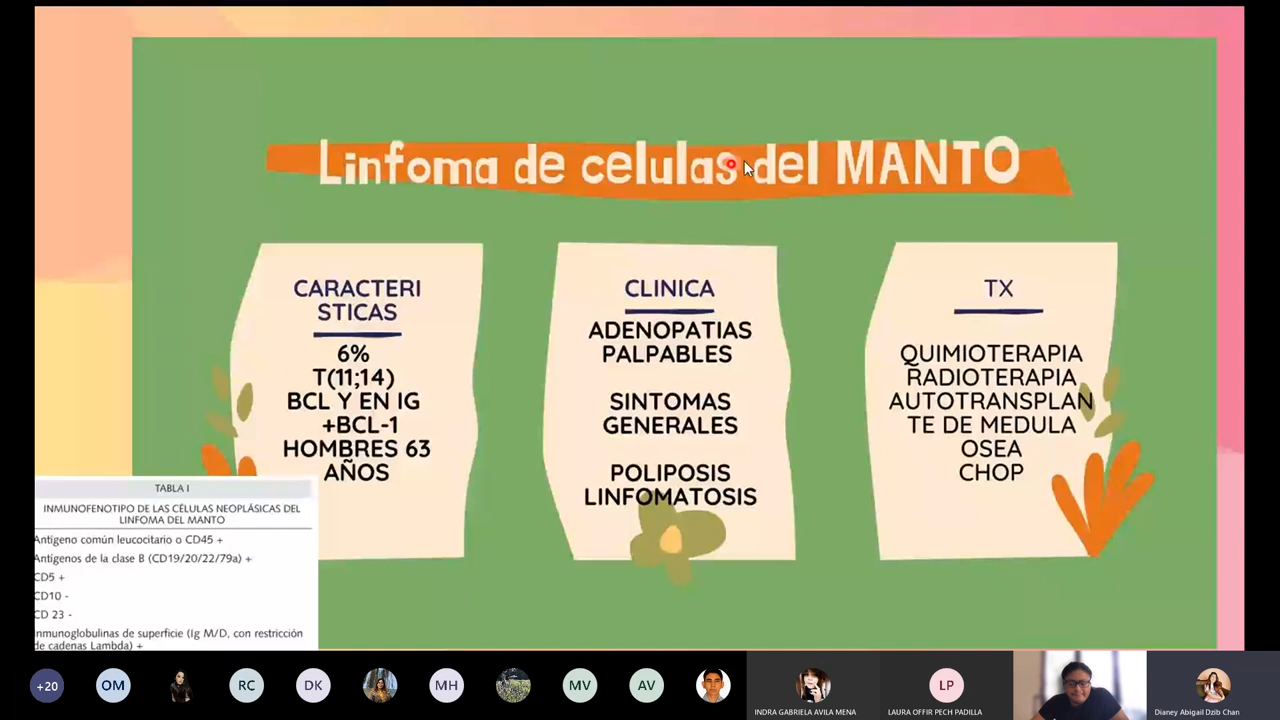 Linfoma de celulas del MANTO
CARACTERI
STICAS
6%
T(11;14)
BCL Y EN IG
+BCL-1
HOMBRES 63
AÑOS
CLINICA
ADENOPATIAS
PALPABLES
SINTOMAS
GENERALES
POLIPOSIS
LINFOMATOSIS
TX
QUIMIOTERAPIA
RADIOTERAPIA
AUTOTRANSPLAN
TE DE MEDULA
OSEA
CHOP
TABLA I
INMUNOFENOTIPO DE LAS CÉLULAS NEOPLÁSICAS DEL
LINFOMA DEL MANTO
Antígeno común leucocitario o CD45 +
Antígenos de la clase B (CD19/20/22/79a) +
CD5 +
CD10 -
CD 23 -
Inmunoglobulinas de superficie (Ig M/D, con restricción
de cadenas Lambda) +
+20
OM
RC
DK
MH
MV
AV
INDRA GABRIELA AVILA MENA
LP
LAURA OFFIR PECH PADILLA
Dianey Abigail Dzib Chan